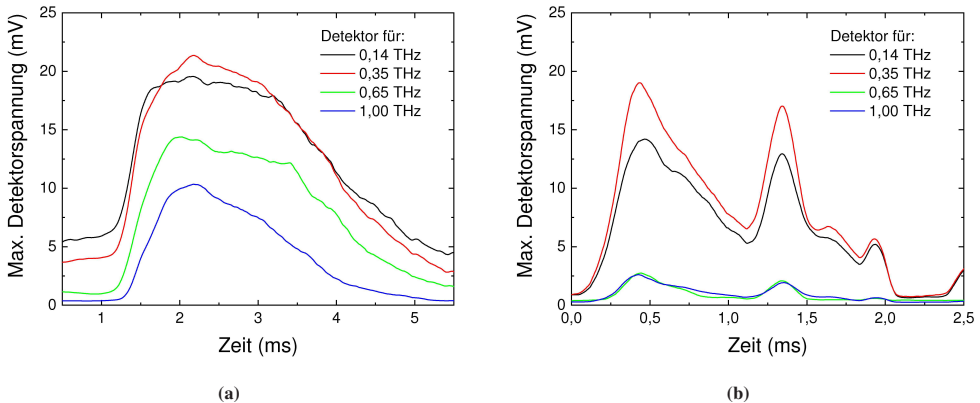 Max. Detektorspannung (mV)
25
20
15
10
5
0
Detektor für:
0,14 THz
0,35 THz
0,65 THz
1,00 THz
1 2 3 4 5
Zeit (ms)
(a)
Max. Detektorspannung (mV)
25
20
15
10
5
0
Detektor für:
0,14 THz
0,35 THz
0,65 THz
1,00 THz
0,0 0,5 1,0 1,5 2,0 2,5
Zeit (ms)
(b)